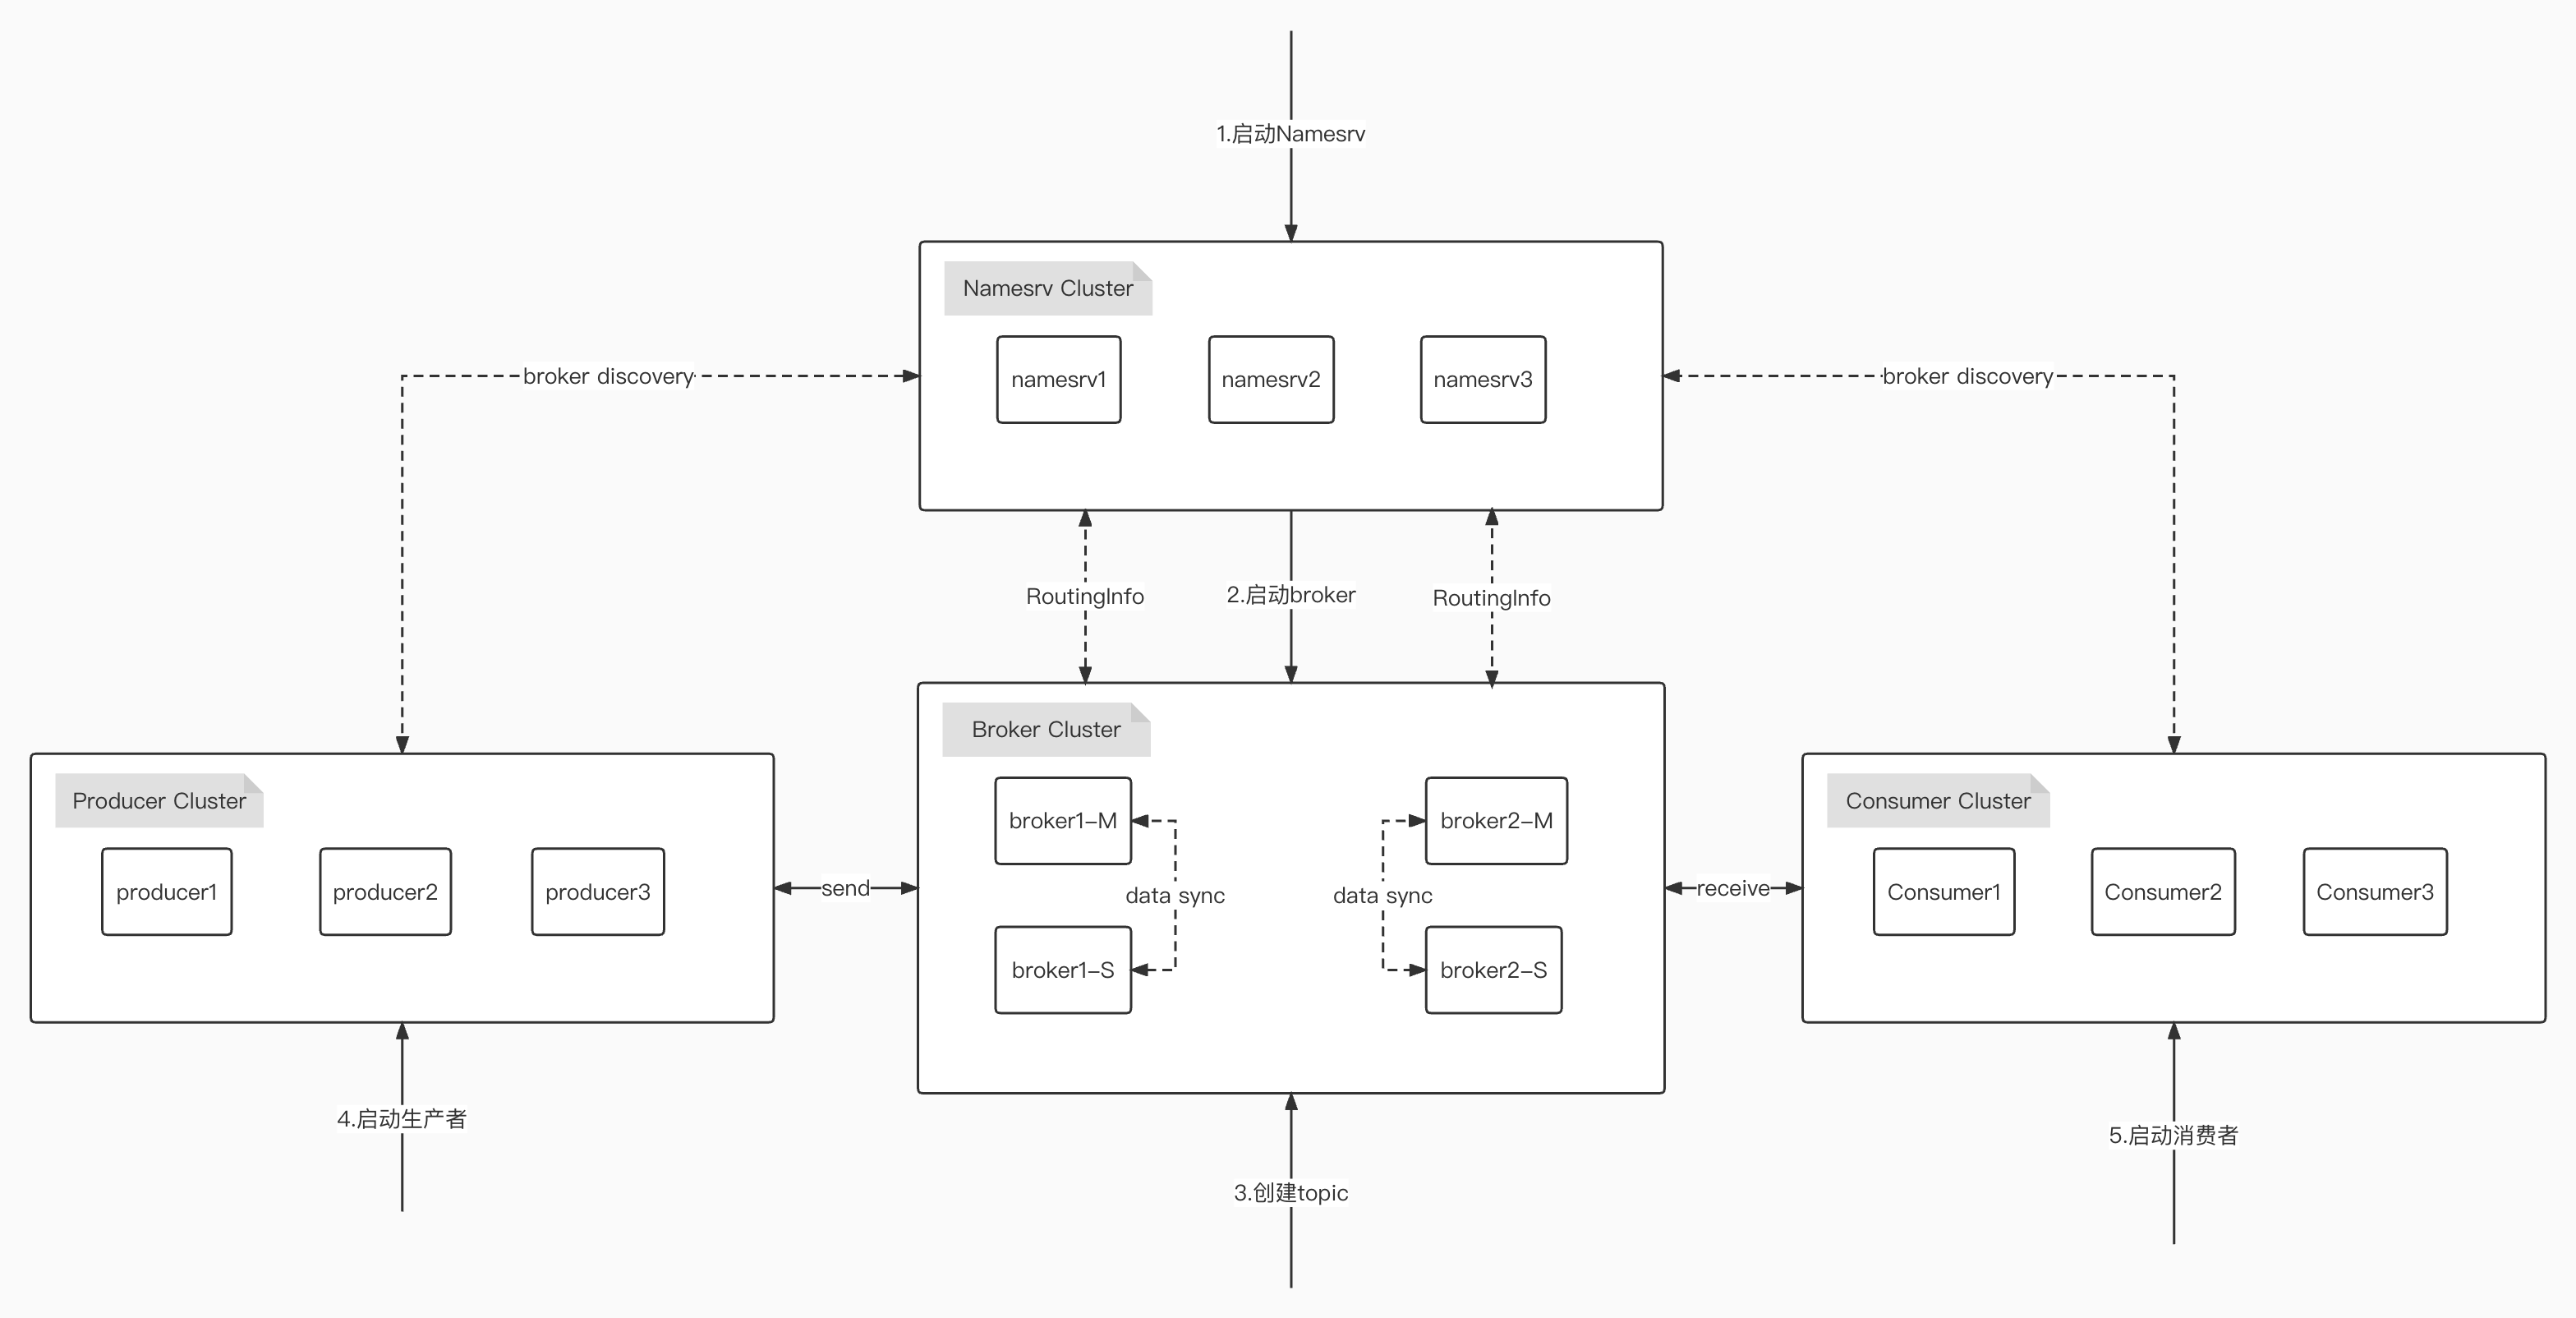 1.启动Namesrv
Namesrv Cluster
namesrv1
namesrv2
namesrv3
broker discovery
broker discovery
RoutingInfo
2.启动broker
RoutingInfo
Producer Cluster
producer1
producer2
producer3
send
Broker Cluster
broker1-M
broker2-M
data sync
data sync
broker1-S
broker2-S
receive
Consumer Cluster
Consumer1
Consumer2
Consumer3
4.启动生产者
3.创建topic
5.启动消费者